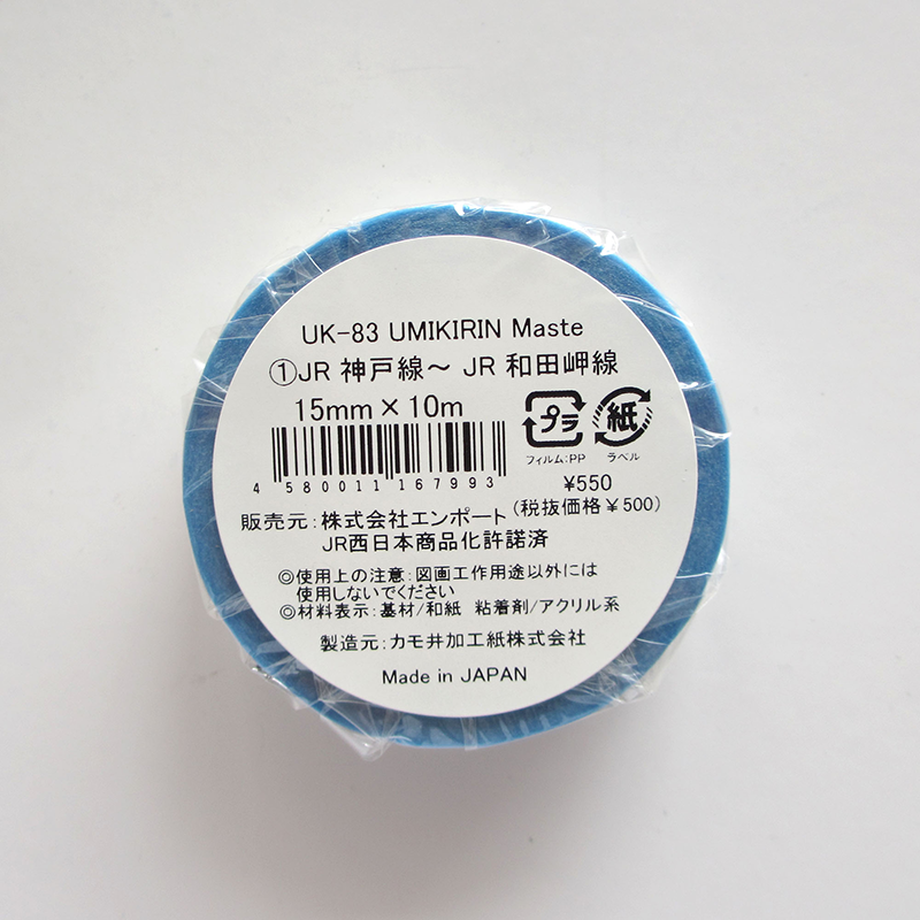 UK-83 UMIKIRIN Maste
①JR 神戸線～ JR 和田岬線
15mm×10m
プラ 紙
フィルム:PP ラベル
4 580011 167993
¥550
(税抜価格￥500)
販売元:株式会社エンポート
JR西日本商品化許諾済
◎使用上の注意:図画工作用途以外には
使用しないでください
◎材料表示:基材/和紙 粘着剤/アクリル系
製造元:カモ井加工紙株式会社
Made in JAPAN